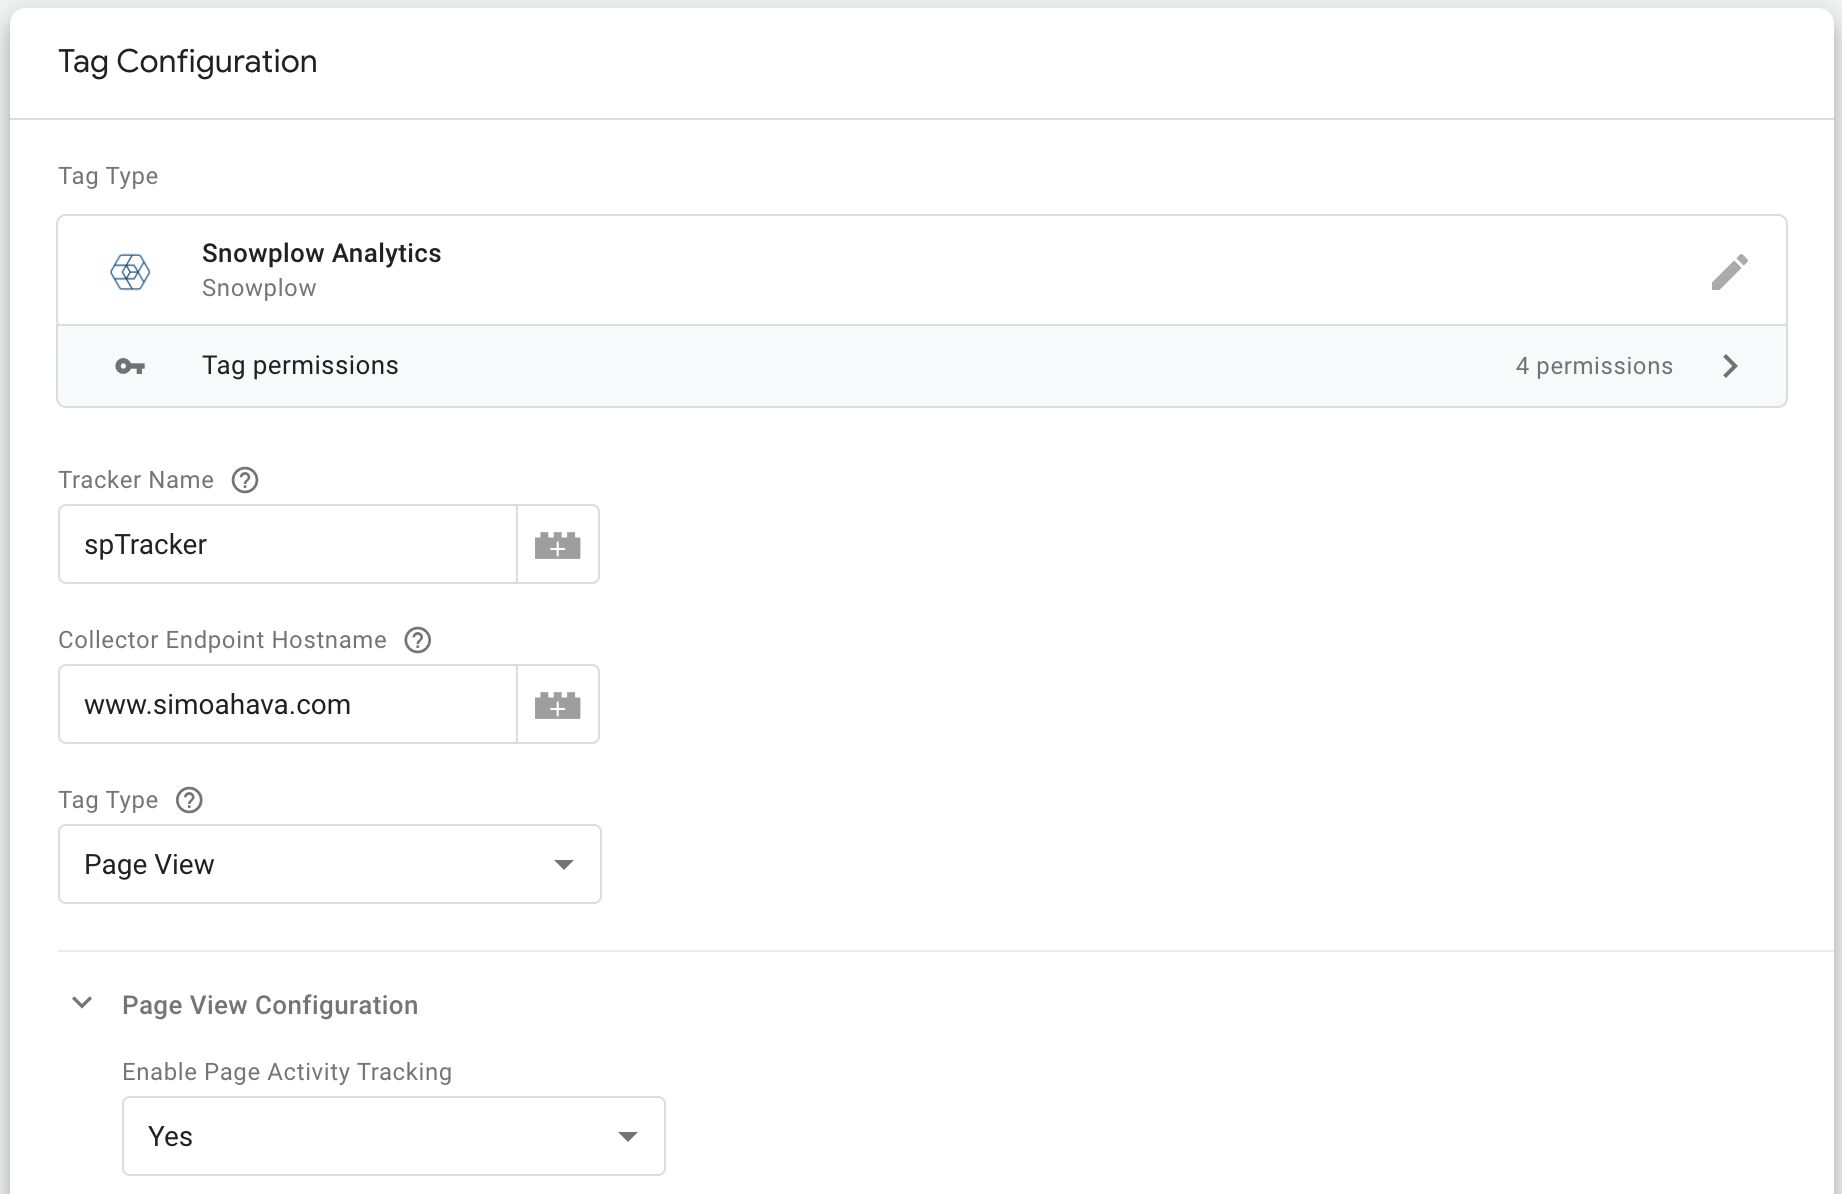 Tag Configuration
Tag Type
Snowplow Analytics
Snowplow
Tag permissions
4 permissions
Tracker Name
spTracker
Collector Endpoint Hostname
www.simoahava.com
Tag Type
Page View
Page View Configuration
Enable Page Activity Tracking
Yes